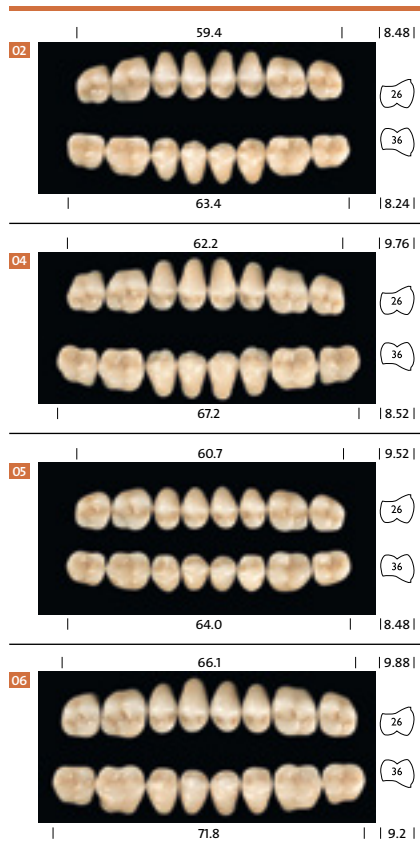 | 59.4 | | 8.48 |
02
26
36
| 63.4 | | 8.24 |
| 62.2 | | 9.76 |
04
26
36
| 67.2 | | 8.52 |
| 60.7 | | 9.52 |
05
26
36
| 64.0 | | 8.48 |
| 66.1 | | 9.88 |
06
26
36
| 71.8 | | 9.2 |